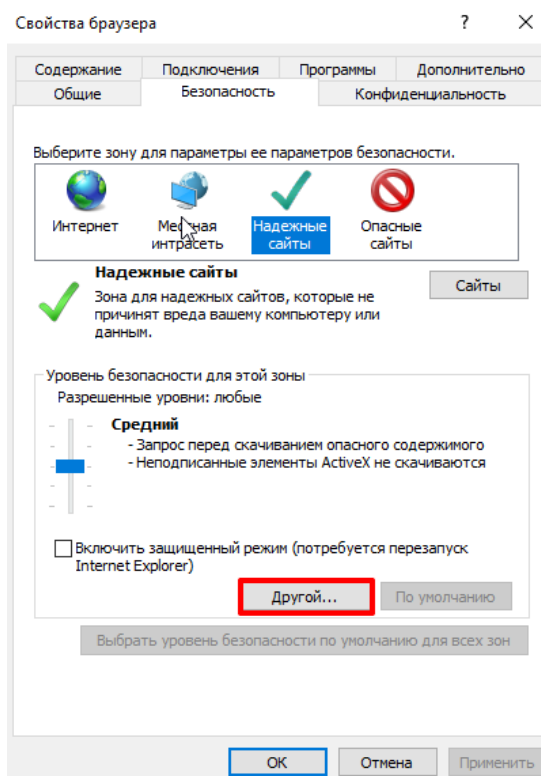 Свойства браузера ? ×
Содержание Подключения Программы Дополнительно
Общие Безопасность Конфиденциальность
Выберите зону для параметры ее параметров безопасности.
Интернет Местная интрасеть Надежные сайты Опасные сайты
Надежные сайты
Сайты
Зона для надежных сайтов, которые не
причинят вреда вашему компьютеру или
данным.
Уровень безопасности для этой зоны
Разрешенные уровни: любые
Средний
- Запрос перед скачиванием опасного содержимого
- Неподписанные элементы ActiveX не скачиваются
Включить защищенный режим (потребуется перезапуск
Internet Explorer)
Другой... По умолчанию
Выбрать уровень безопасности по умолчанию для всех зон
ОК Отмена Применить